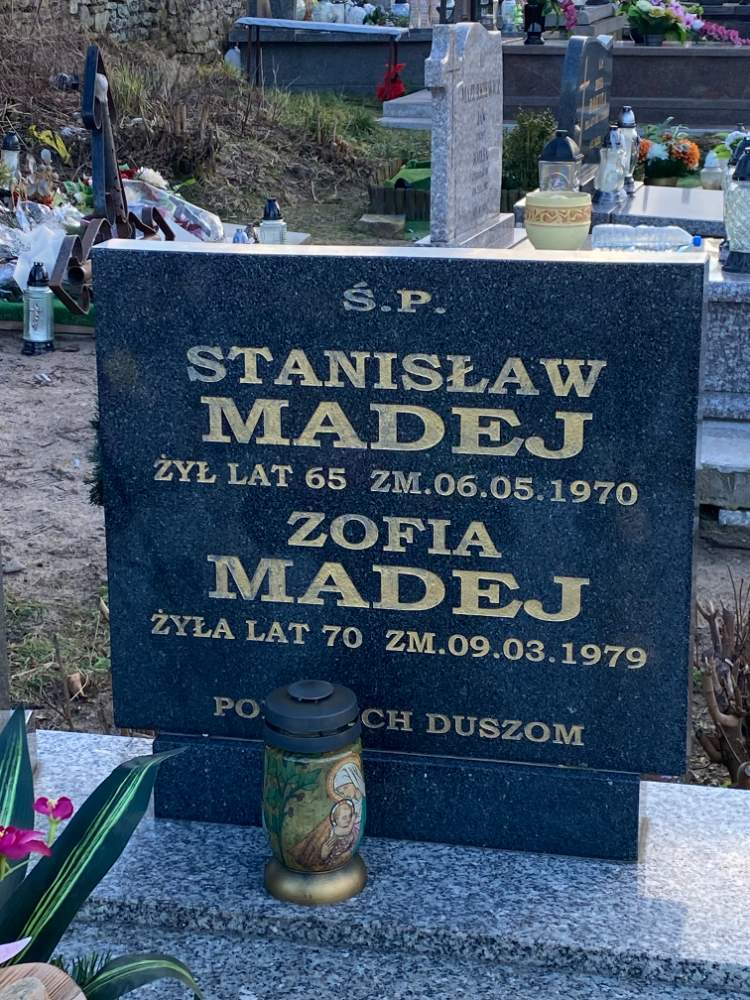 Ś.P.
STANISŁAW
MADEJ
ŻYŁ LAT 65 ZM.06.05.1970
ZOFIA
MADEJ
ŻYŁA LAT 70 ZM.09.03.1979
DUSZOM